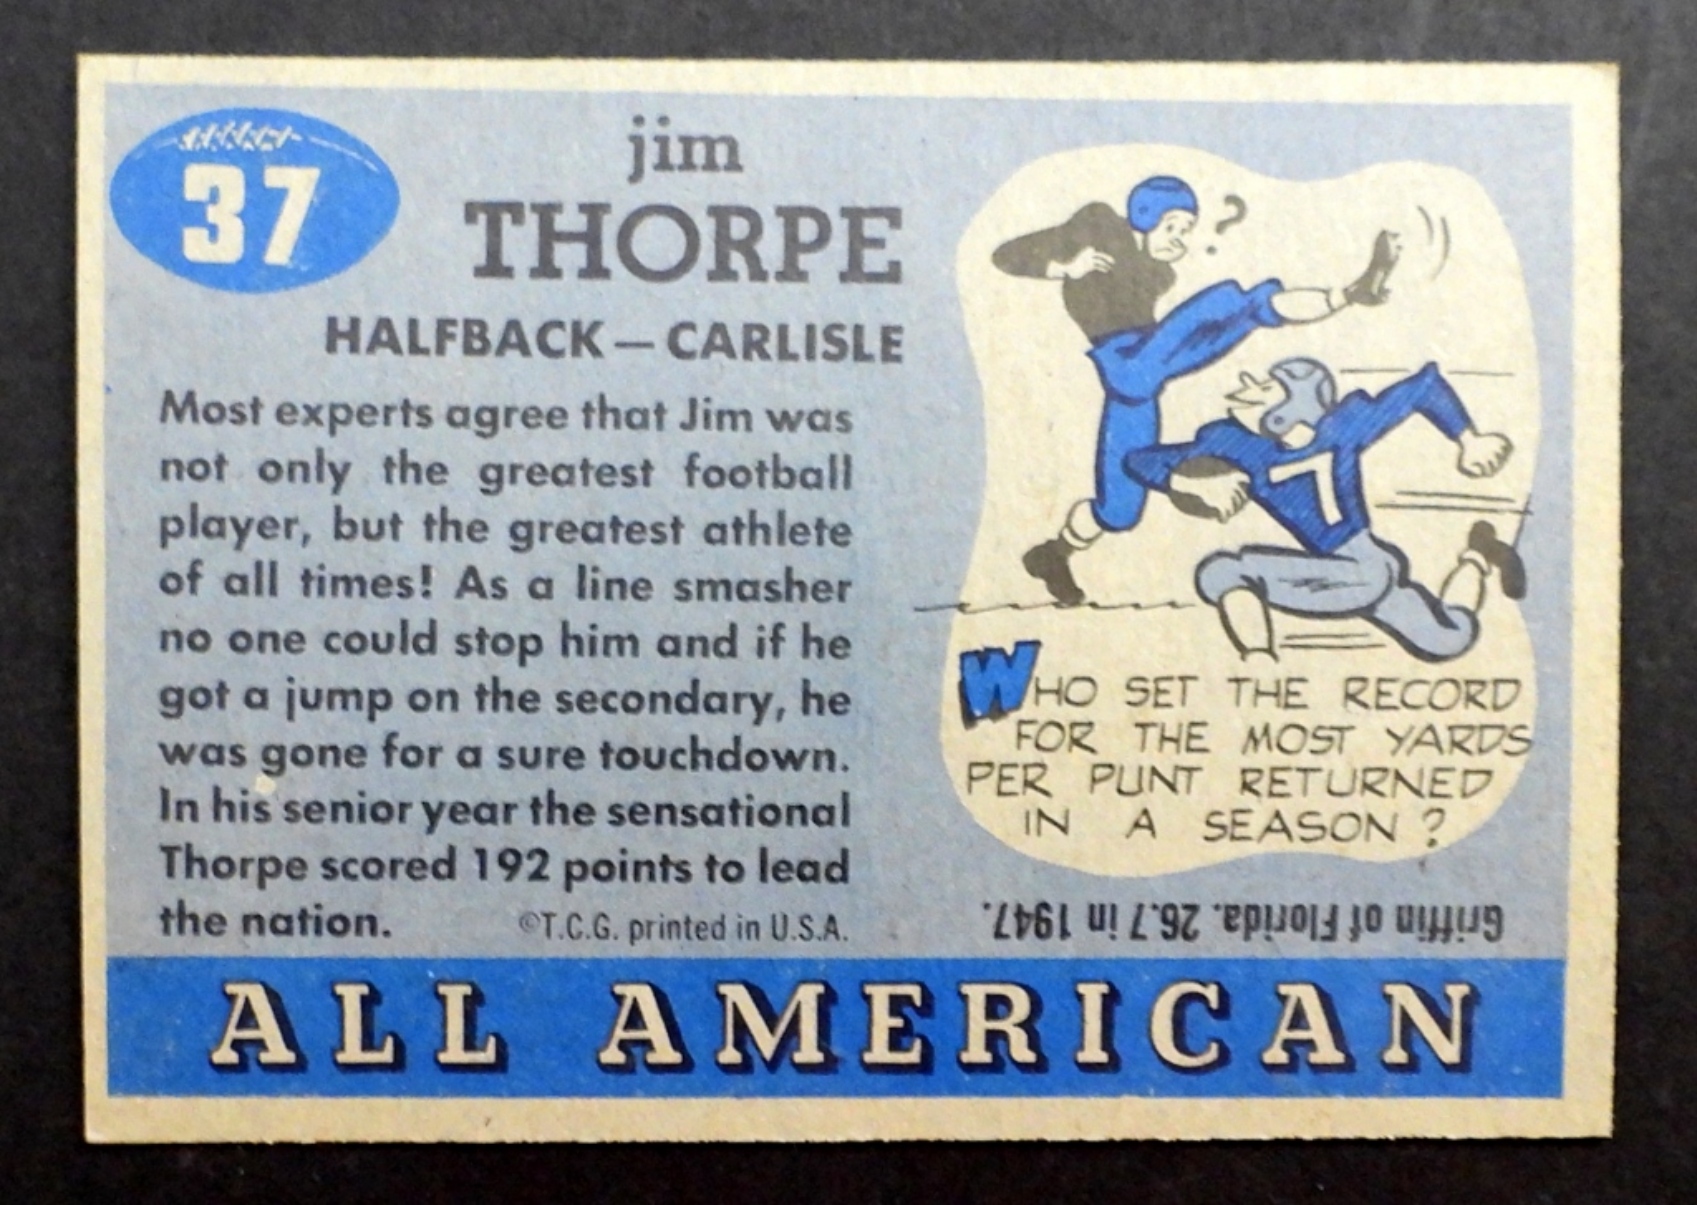 37
jim
THORPE
HALFBACK — CARLISLE
Most experts agree that Jim was
not only the greatest football
player, but the greatest athlete
of all times! As a line smasher
no one could stop him and if he
got a jump on the secondary, he
was gone for a sure touchdown.
In his senior year the sensational
Thorpe scored 192 points to lead
the nation.
©T.C.G. printed in U.S.A.
?
7
WHO SET THE RECORD
FOR THE MOST YARDS
PER PUNT RETURNED
IN A SEASON?
Griffin of Florida. 26.7 in 1947.
ALL AMERICAN